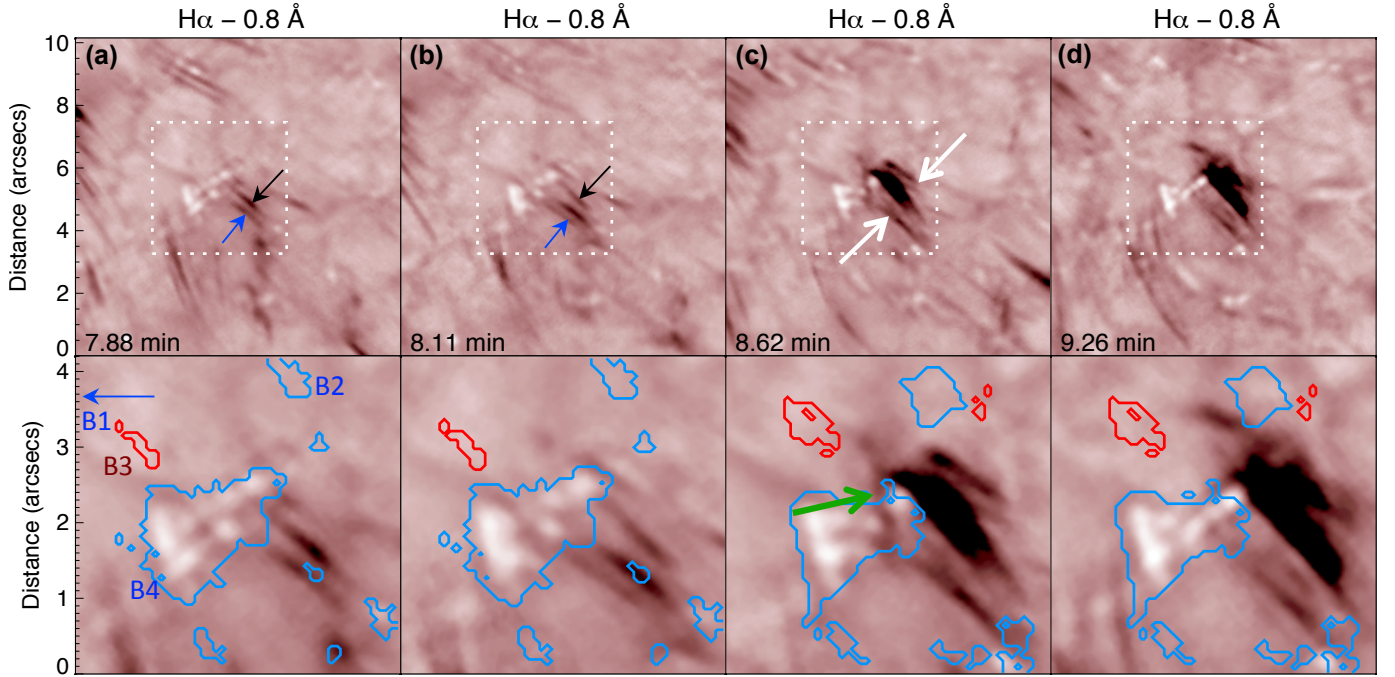 Hα – 0.8 Å Hα – 0.8 Å Hα – 0.8 Å Hα – 0.8 Å
Distance (arcsecs)
10
8
6
4
2
0
(a) (b) (c) (d)
7.88 min 8.11 min 8.62 min 9.26 min
Distance (arcsecs)
4
3
2
1
0
B1
B2
B3
B4